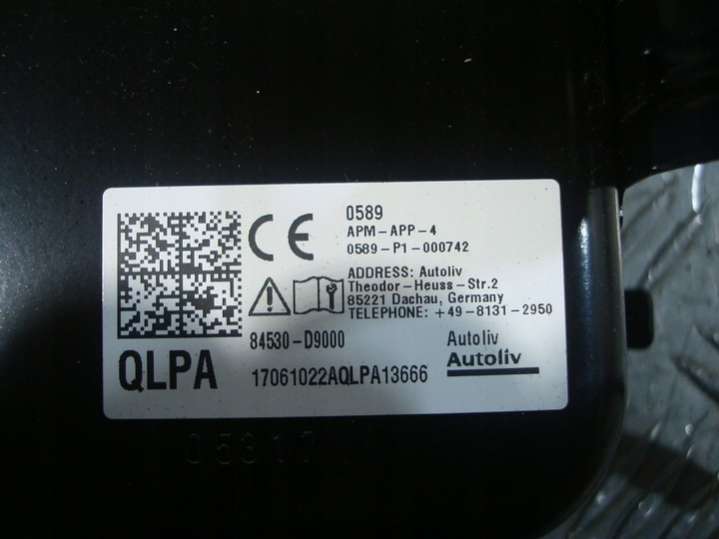 CE
0589
APM-APP-4
0589-P1-000742
ADDRESS: Autoliv
Theodor-Heuss-Str.2
85221 Dachau, Germany
TELEPHONE: +49-8131-2950
84530-D9000
Autoliv
QLPA
17061022AQLPA13666
Autoliv